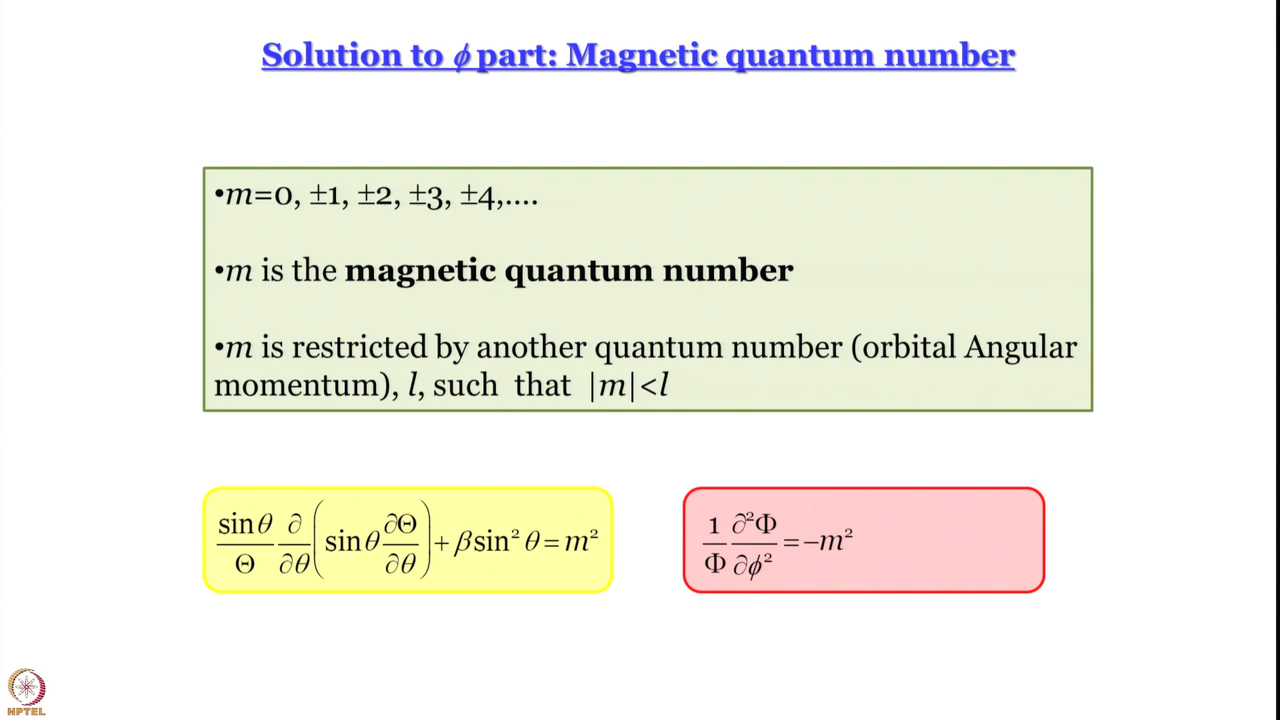 Solution to ϕ part: Magnetic quantum number
•m=0, ±1, ±2, ±3, ±4,....
•m is the magnetic quantum number
•m is restricted by another quantum number (orbital Angular
momentum), l, such that |m|<l
sinθ/Θ ∂/∂θ (sinθ ∂Θ/∂θ) + β sin² θ = m²
1/Φ ∂²Φ/∂ϕ² = −m²
NPTEL